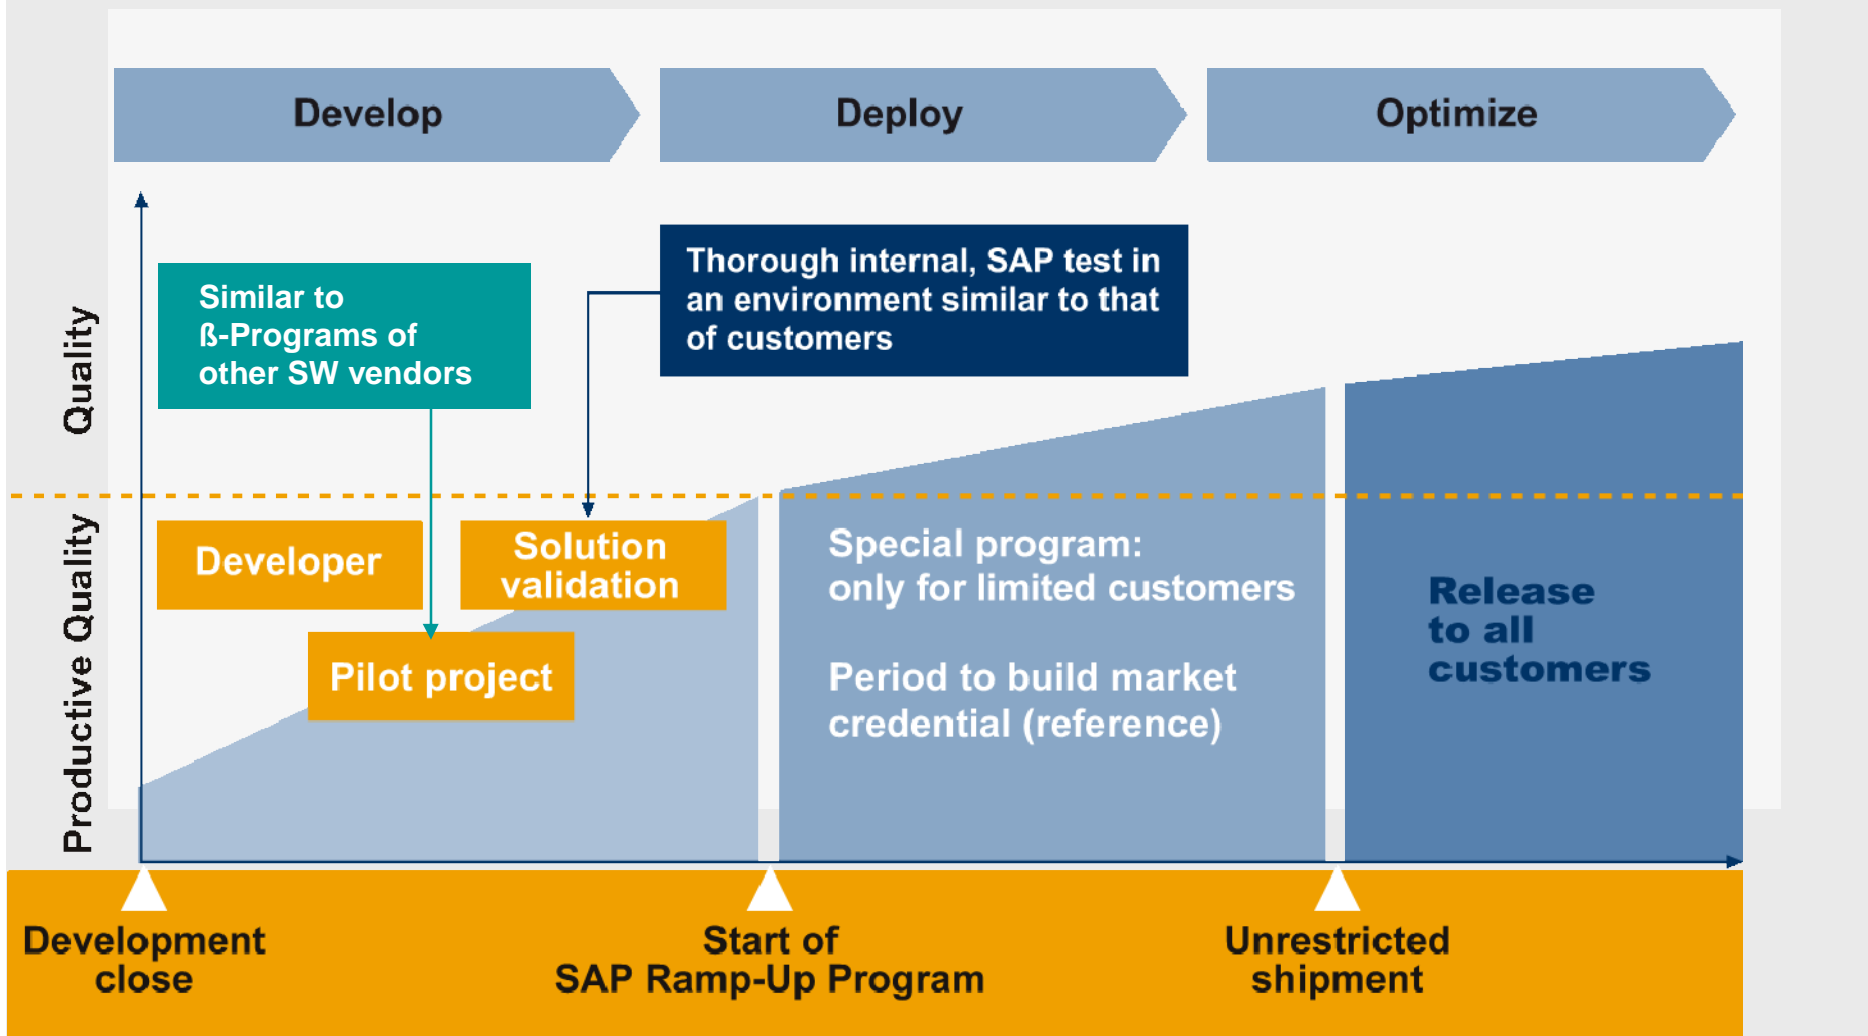 Develop
Deploy
Optimize
Quality
Productive Quality
Similar to
ß-Programs of
other SW vendors
Thorough internal, SAP test in
an environment similar to that
of customers
Developer
Solution
validation
Pilot project
Special program:
only for limited customers
Period to build market
credential (reference)
Release
to all
customers
Development
close
Start of
SAP Ramp-Up Program
Unrestricted
shipment